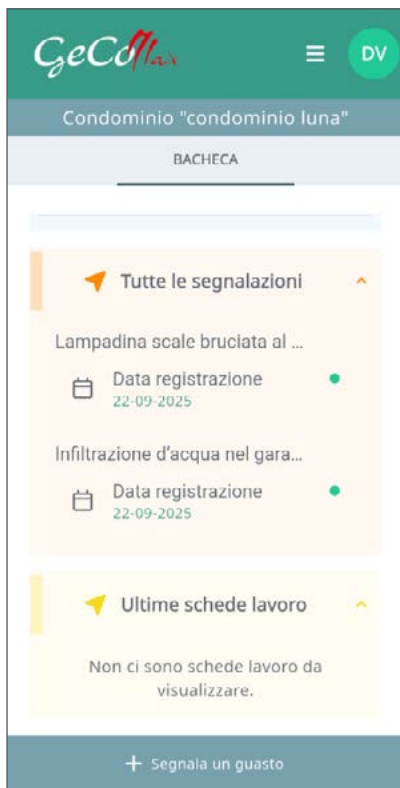 GeCoMax
DV
Condominio "condominio luna"
BACHECA
Tutte le segnalazioni
Lampadina scale bruciata al ...
Data registrazione
22-09-2025
Infiltrazione d'acqua nel gara...
Data registrazione
22-09-2025
Ultime schede lavoro
Non ci sono schede lavoro da
visualizzare.
+ Segnala un guasto